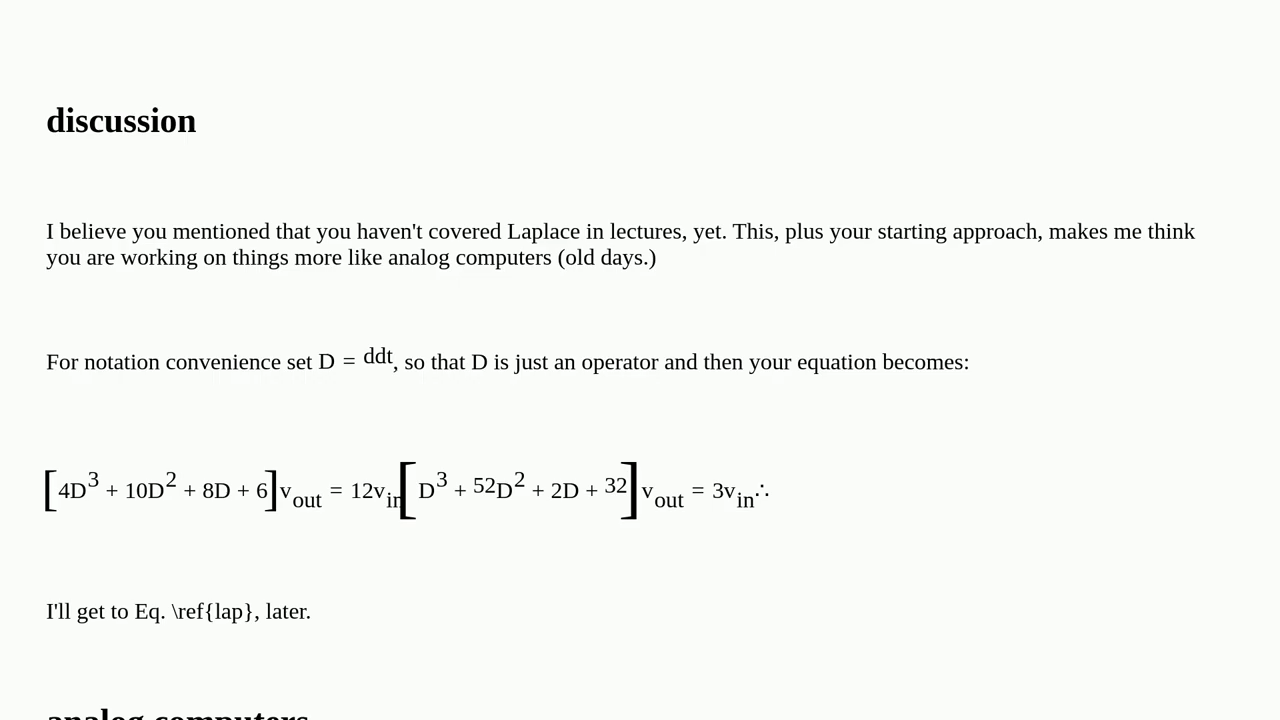 discussion
I believe you mentioned that you haven't covered Laplace in lectures, yet. This, plus your starting approach, makes me think
you are working on things more like analog computers (old days.)
For notation convenience set D = ddt, so that D is just an operator and then your equation becomes:
[4D3 + 10D2 + 8D + 6]vout = 12vin[D3 + 52D2 + 2D + 32]vout = 3vin∴
I'll get to Eq. \ref{lap}, later.
analog computers